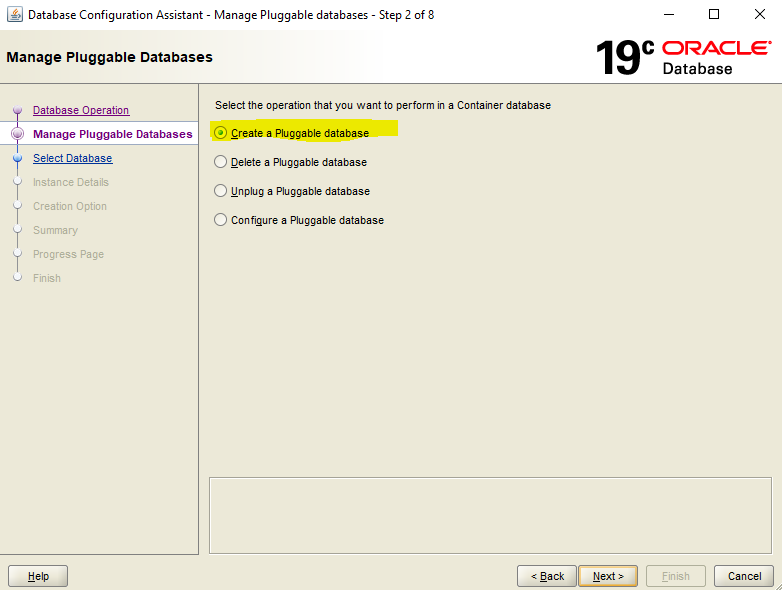 Database Configuration Assistant - Manage Pluggable databases - Step 2 of 8
Manage Pluggable Databases
19c ORACLE
Database
Database Operation
Manage Pluggable Databases
Select Database
Instance Details
Creation Option
Summary
Progress Page
Finish
Select the operation that you want to perform in a Container database
Create a Pluggable database
Delete a Pluggable database
Unplug a Pluggable database
Configure a Pluggable database
Help
< Back
Next >
Finish
Cancel